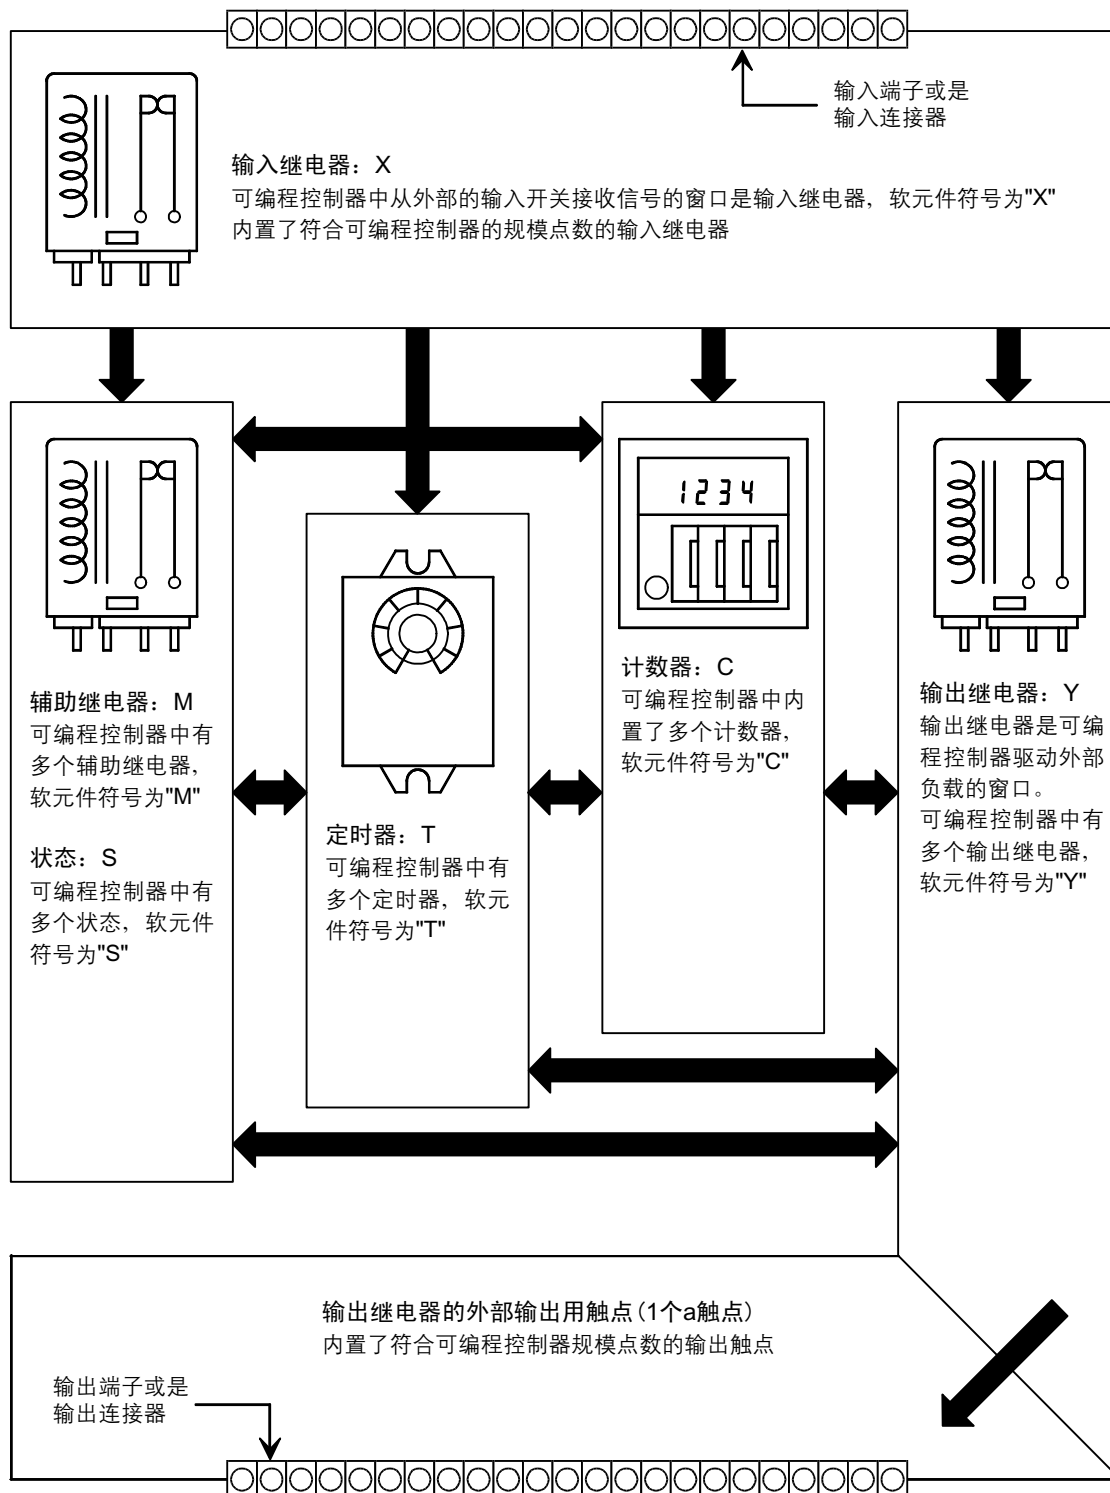 输入端子或是
输入连接器
输入继电器：X
可编程控制器中从外部的输入开关接收信号的窗口是输入继电器，软元件符号为"X"
内置了符合可编程控制器的规模点数的输入继电器
辅助继电器：M
可编程控制器中有
多个辅助继电器，
软元件符号为"M"
状态：S
可编程控制器中有
多个状态，软元件
符号为"S"
定时器：T
可编程控制器中有
多个定时器，软元
件符号为"T"
1234
计数器：C
可编程控制器中内
置了多个计数器，
软元件符号为"C"
输出继电器：Y
输出继电器是可编
程控制器驱动外部
负载的窗口。
可编程控制器中有
多个输出继电器，
软元件符号为"Y"
输出继电器的外部输出用触点(1个a触点)
内置了符合可编程控制器规模点数的输出触点
输出端子或是
输出连接器